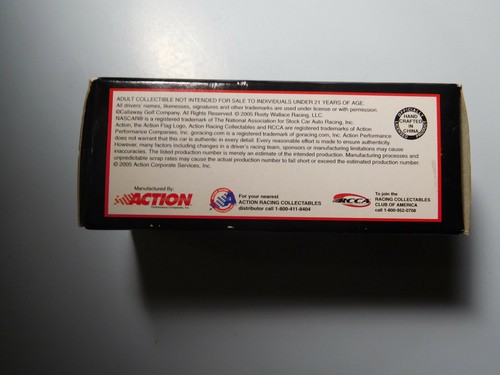 ADULT COLLECTIBLE NOT INTENDED FOR SALE TO INDIVIDUALS UNDER 21 YEARS OF AGE.
All drivers' names, likenesses, signatures and other trademarks are used under license or with permission.
©Callaway Golf Company. All Rights Reserved. © 2005 Rusty Wallace Racing, LLC.
NASCAR® is a registered trademark of The National Association for Stock Car Auto Racing, Inc.
Action, the Action Flag Logo, Action Racing Collectables and RCCA are registered trademarks of Action
Performance Companies, Inc. goracing.com is a registered trademark of goracing.com, Inc. Action Performance
does not warrant that this car is authentic in every detail. Every reasonable effort is made to ensure authenticity.
However, many factors including changes in a driver's racing team, sponsors or manufacturing limitations may cause
inaccuracies. The listed production number is merely an estimate of the intended production. Manufacturing processes and
unpredictable scrap rates may cause the actual production number to fall short or exceed the estimated production.
© 2005 Action Corporate Services, Inc.
OFFICIALLY
HAND
CRAFTED
IN
CHINA
Manufactured By:
ACTION
For your nearest
ACTION RACING COLLECTABLES
distributor call 1-800-411-8404
RCCA
To join the
RACING COLLECTABLES
CLUB OF AMERICA
call 1-800-952-0708